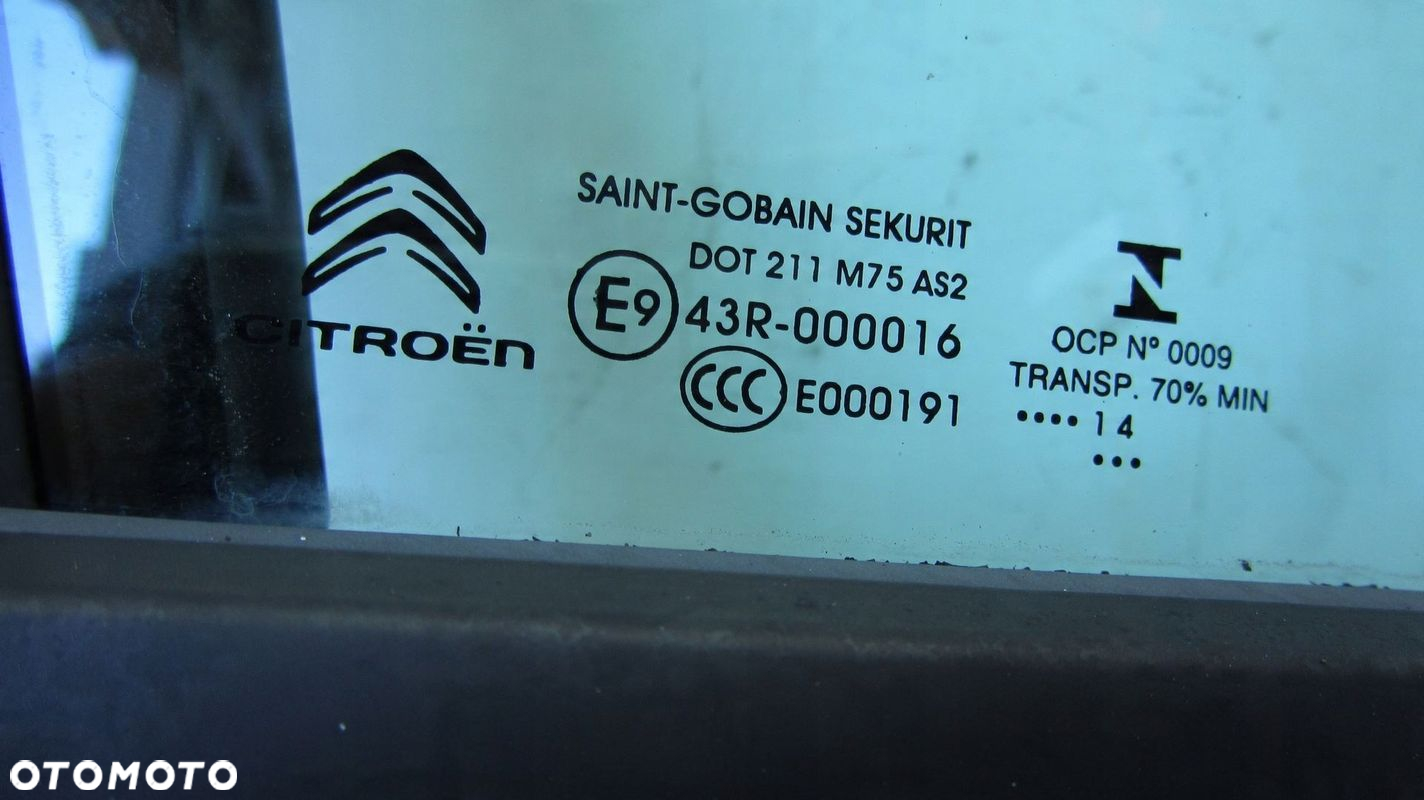 CITROËN
SAINT-GOBAIN SEKURIT
DOT 211 M75 AS2
E9 43R-000016
CCC E000191
N
OCP Nº 0009
TRANSP. 70% MIN
•••• 14
•••
OTOMOTO